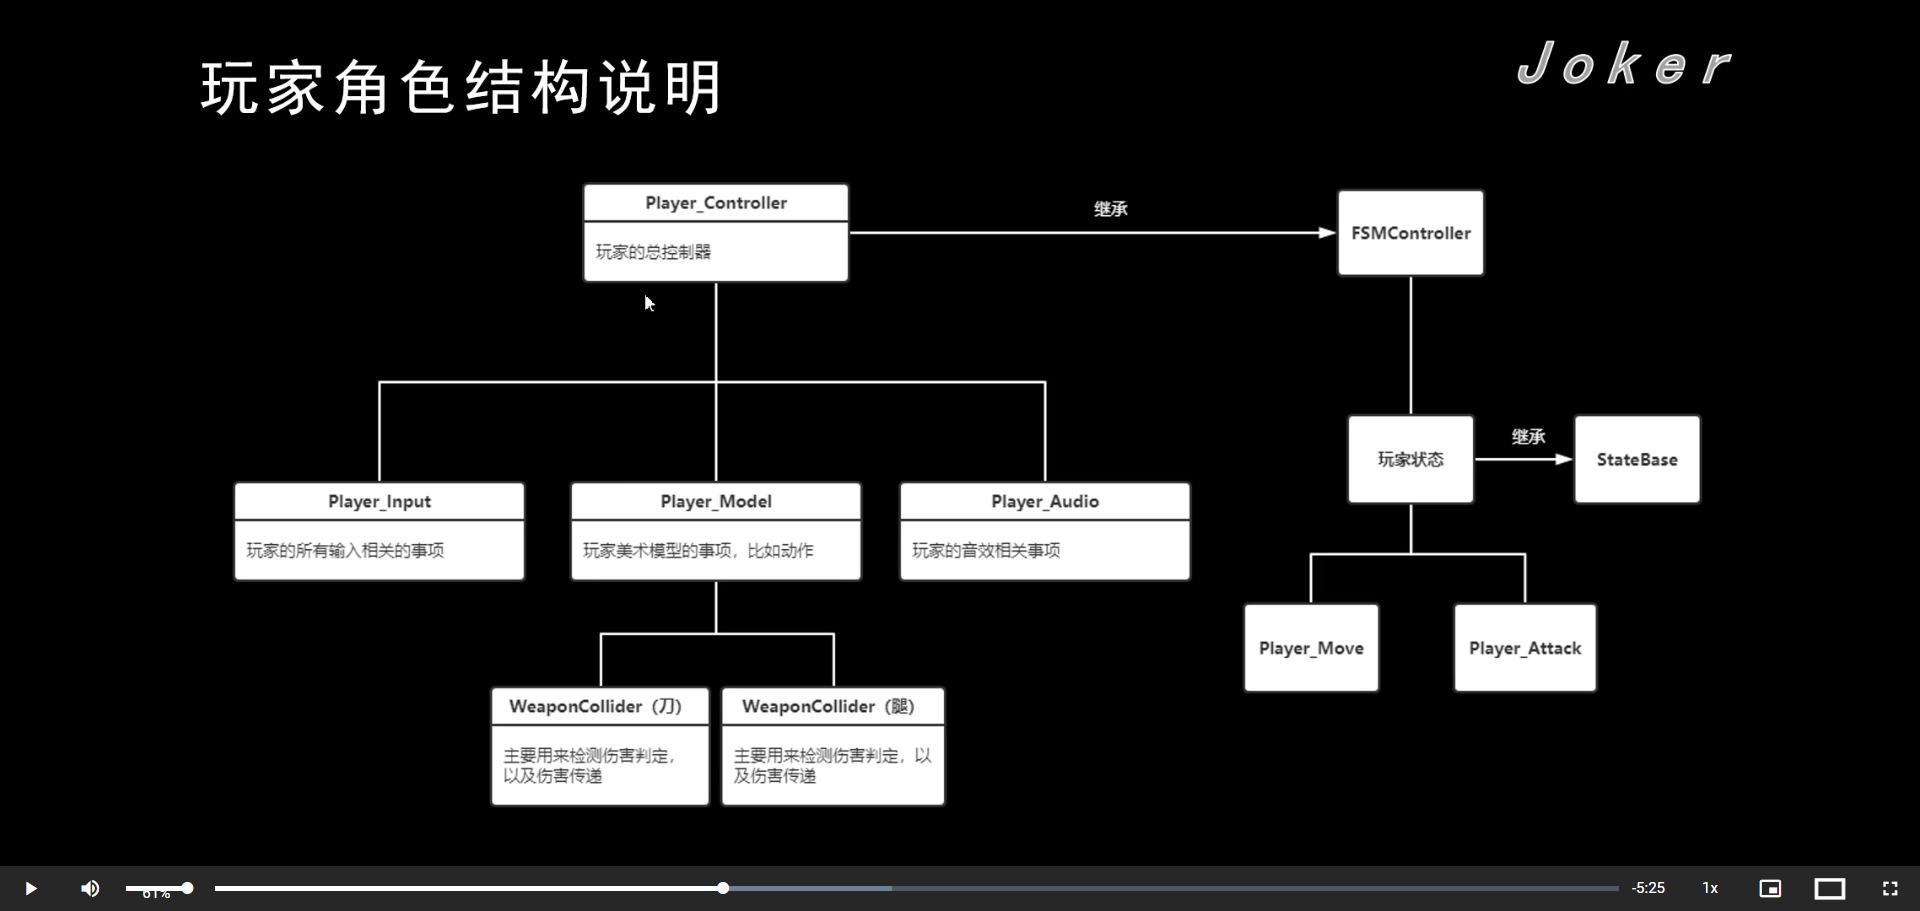 玩家角色结构说明
Joker
Player_Controller
玩家的总控制器
继承
FSMController
玩家状态
继承
StateBase
Player_Input
玩家的所有输入相关的事项
Player_Model
玩家美术模型的事项，比如动作
Player_Audio
玩家的音效相关事项
Player_Move
Player_Attack
WeaponCollider（刀）
主要用来检测伤害判定，
以及伤害传递
WeaponCollider（腿）
主要用来检测伤害判定，以
及伤害传递
61%
-5:25
1x